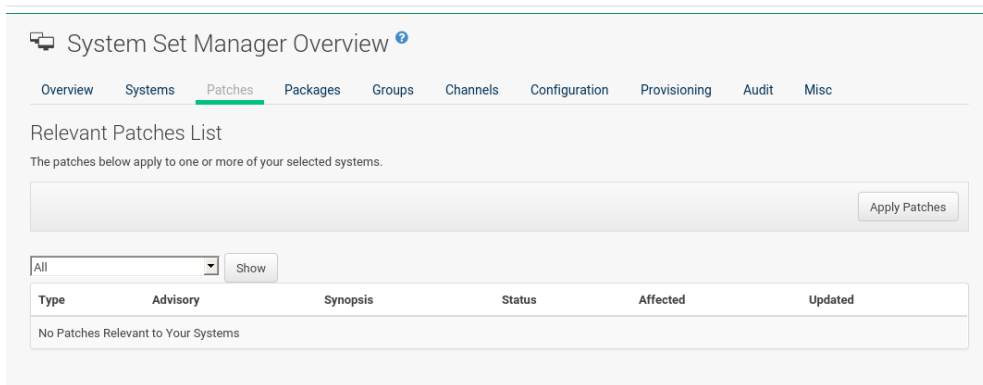 System Set Manager Overview ?
Overview Systems Patches Packages Groups Channels Configuration Provisioning Audit Misc
Relevant Patches List
The patches below apply to one or more of your selected systems.
Apply Patches
All Show
Type Advisory Synopsis Status Affected Updated
No Patches Relevant to Your Systems